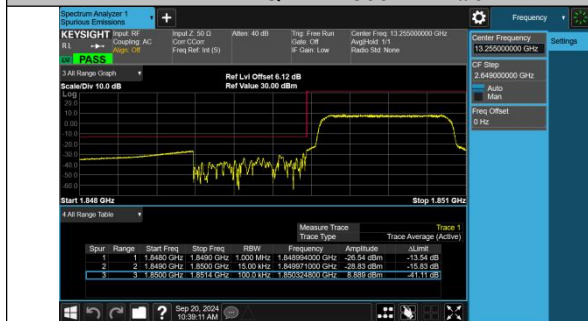 Spectrum Analyzer 1
Spurious Emissions
Frequency
KEYSIGHT Input: RF Input Z: 50 Ω Atten: 40 dB Trig: Free Run Center Freq: 13.255000000 GHz
RL Coupling: AC Corr CCorr Gate: Off Avg|Hold: 1/1
Align: Off Freq Ref: Int (S) IF Gain: Low Radio Std: None
PASS
Center Frequency
13.255000000 GHz
Settings
CF Step
2.649000000 GHz
Auto
Man
Freq Offset
0 Hz
3 All Range Graph
Ref Lvl Offset 6.12 dB
Scale/Div 10.0 dB Ref Value 30.00 dBm
Log
20.0
10.0
0.00
-10.0
-20.0
-30.0
-40.0
-50.0
-60.0
Start 1.848 GHz Stop 1.851 GHz
4 All Range Table
Measure Trace Trace 1
Trace Type Trace Average (Active)
Spur Range Start Freq Stop Freq RBW Frequency Amplitude ΔLimit
1 1 1.8480 GHz 1.8490 GHz 1.000 MHz 1.848994000 GHz -26.54 dBm -13.54 dB
2 2 1.8490 GHz 1.8500 GHz 15.00 kHz 1.849971000 GHz -28.83 dBm -15.83 dB
3 3 1.8500 GHz 1.8514 GHz 100.0 kHz 1.850324800 GHz 8.889 dBm -41.11 dB
Sep 20, 2024
10:39:11 AM